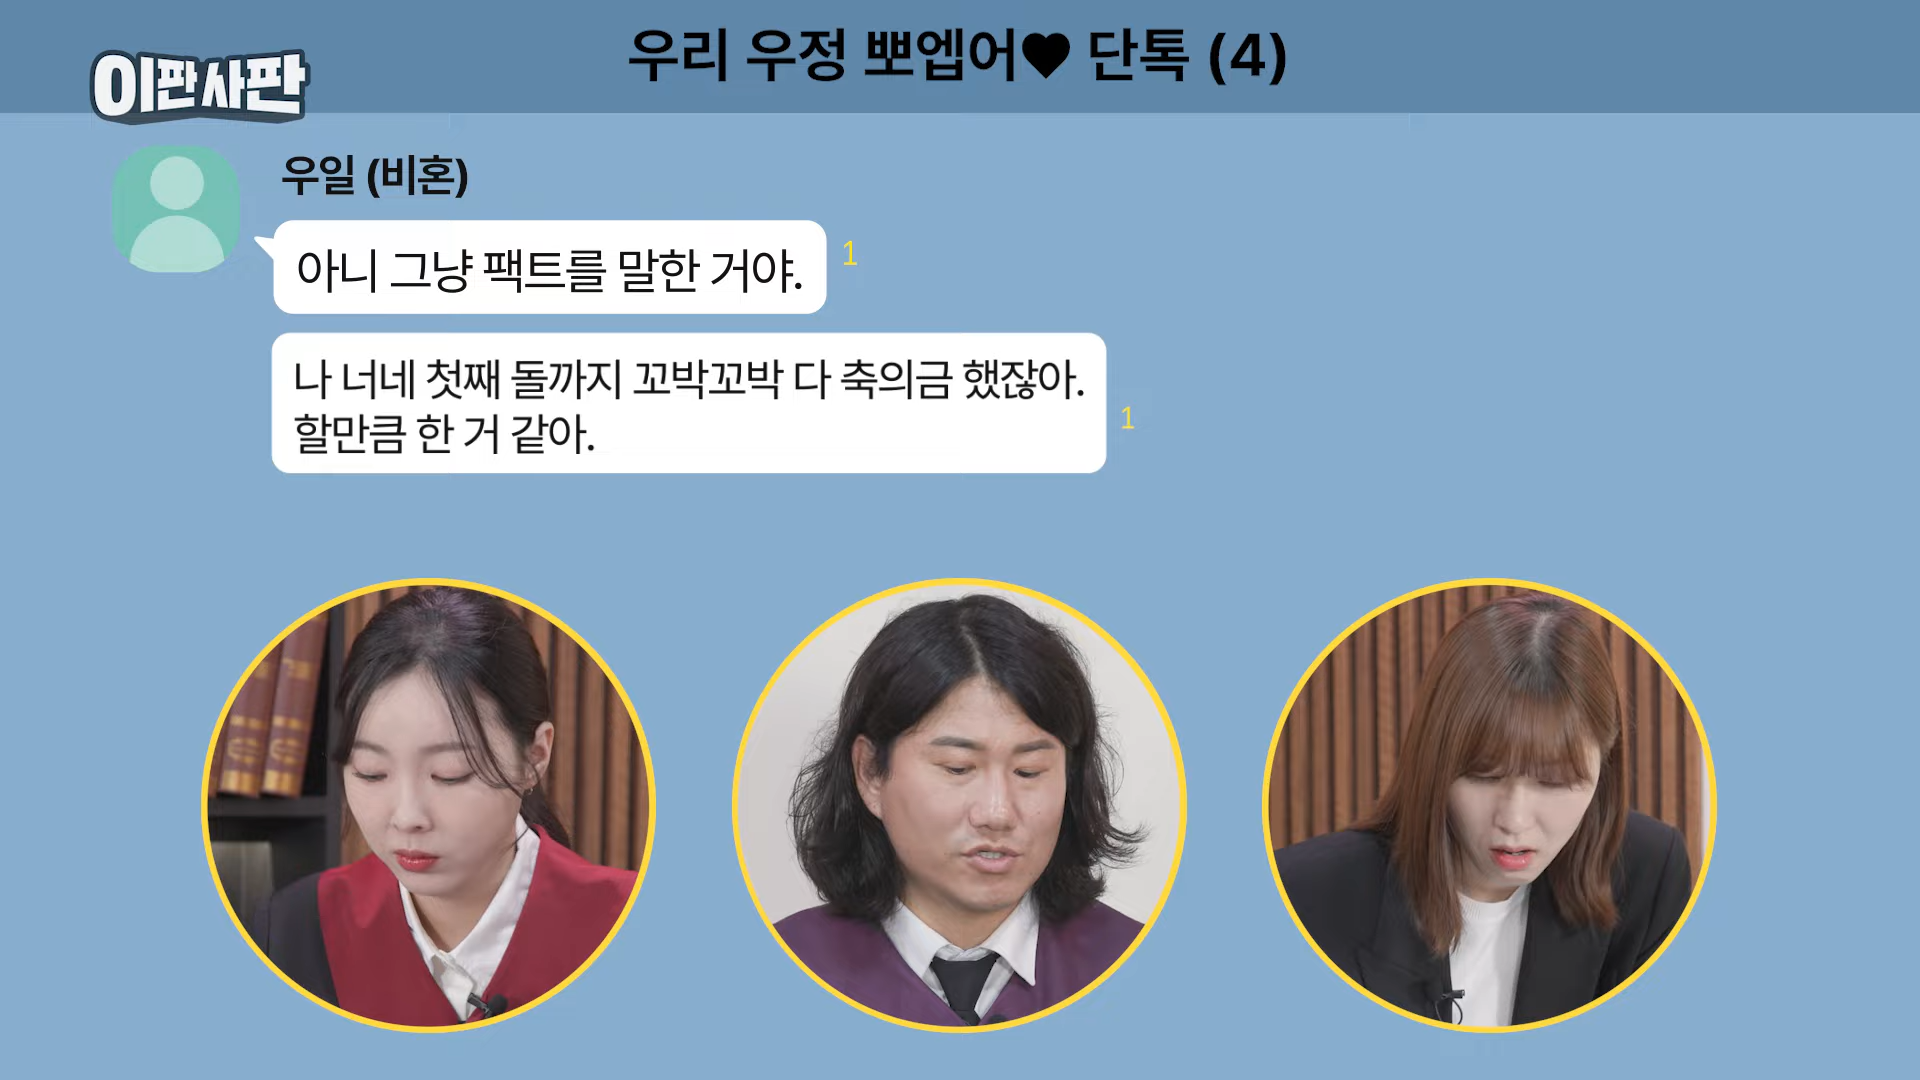 우리 우정 뽀엡어♥ 단톡 (4)
이판사판
우일 (비혼)
아니 그냥 팩트를 말한 거야.
1
나 너네 첫째 돌까지 꼬박꼬박 다 축의금 했잖아.
할만큼 한 거 같아.
1